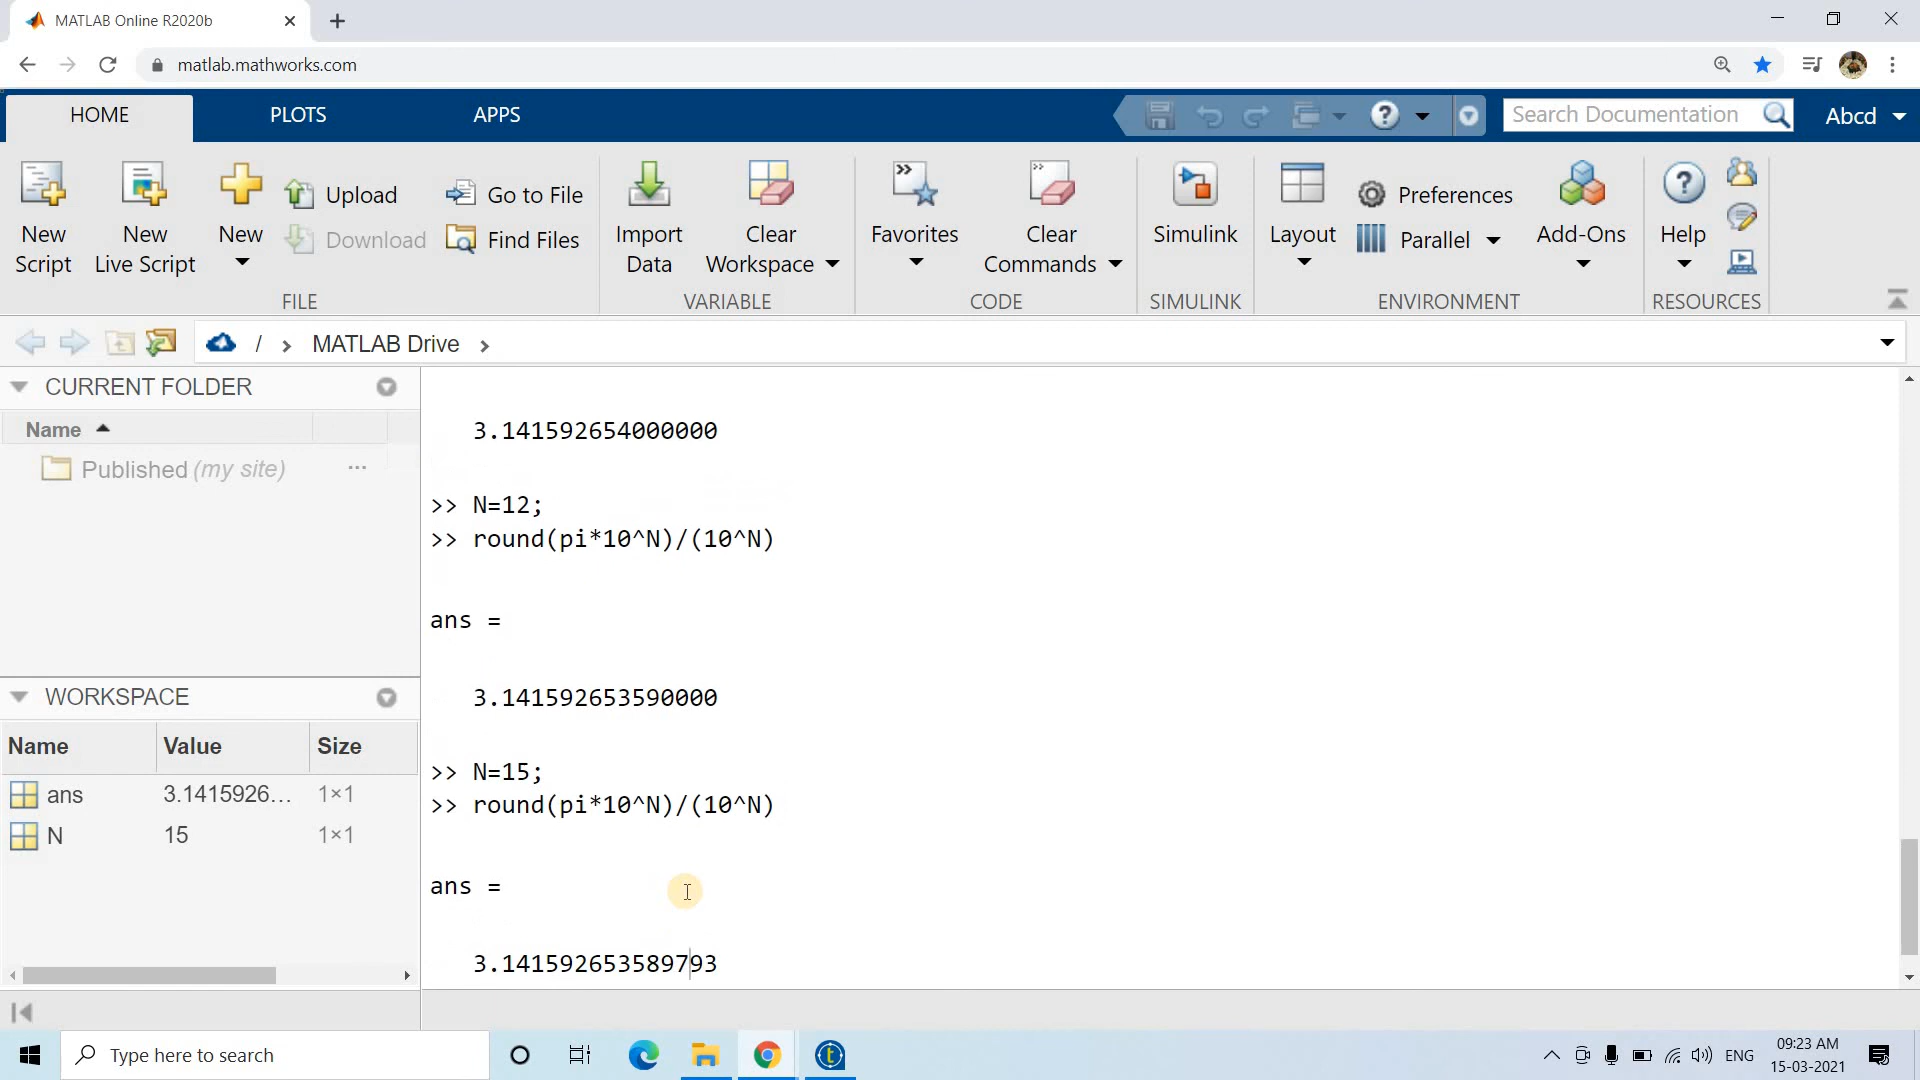 MATLAB Online R2020b
matlab.mathworks.com
HOME PLOTS APPS
Search Documentation
Abcd
New Script
New Live Script
New
Upload
Download
Go to File
Find Files
FILE
Import Data
Clear Workspace
VARIABLE
Favorites
Clear Commands
CODE
Simulink
SIMULINK
Layout
Preferences
Parallel
Add-Ons
ENVIRONMENT
Help
RESOURCES
/ › MATLAB Drive ›
CURRENT FOLDER
Name
Published (my site) ...
WORKSPACE
Name Value Size
ans 3.1415926... 1×1
N 15 1×1
3.141592654000000
>> N=12;
>> round(pi*10^N)/(10^N)
ans =
3.141592653590000
>> N=15;
>> round(pi*10^N)/(10^N)
ans =
3.141592653589793
Type here to search
ENG
09:23 AM
15-03-2021